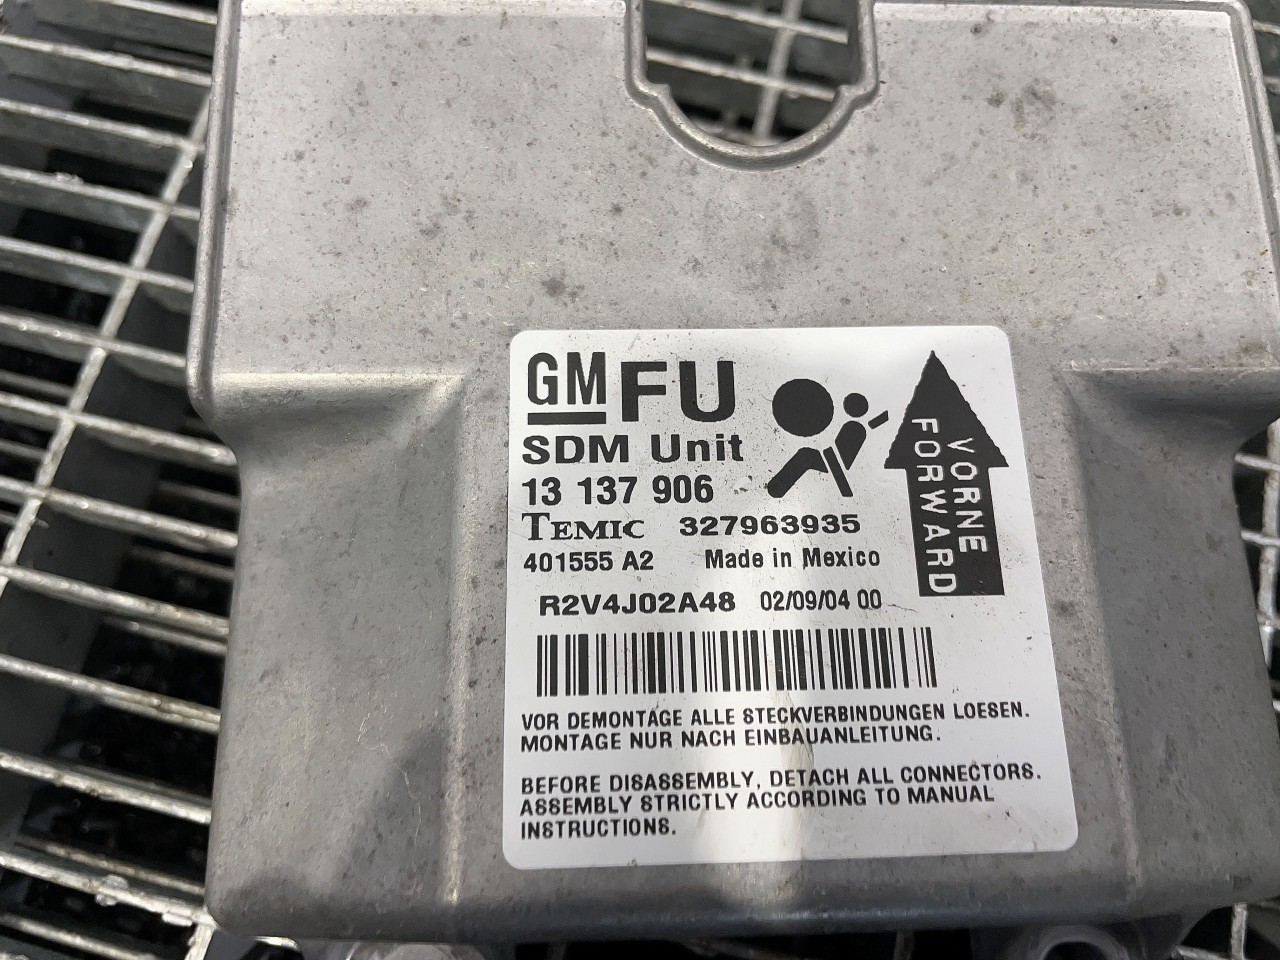 GM FU
SDM Unit
13 137 906
TEMIC 327963935
401555 A2 Made in Mexico
R2V4J02A48 02/09/04 00
VORNE
FORWARD
VOR DEMONTAGE ALLE STECKVERBINDUNGEN LOESEN.
MONTAGE NUR NACH EINBAUANLEITUNG.
BEFORE DISASSEMBLY, DETACH ALL CONNECTORS.
ASSEMBLY STRICTLY ACCORDING TO MANUAL
INSTRUCTIONS.